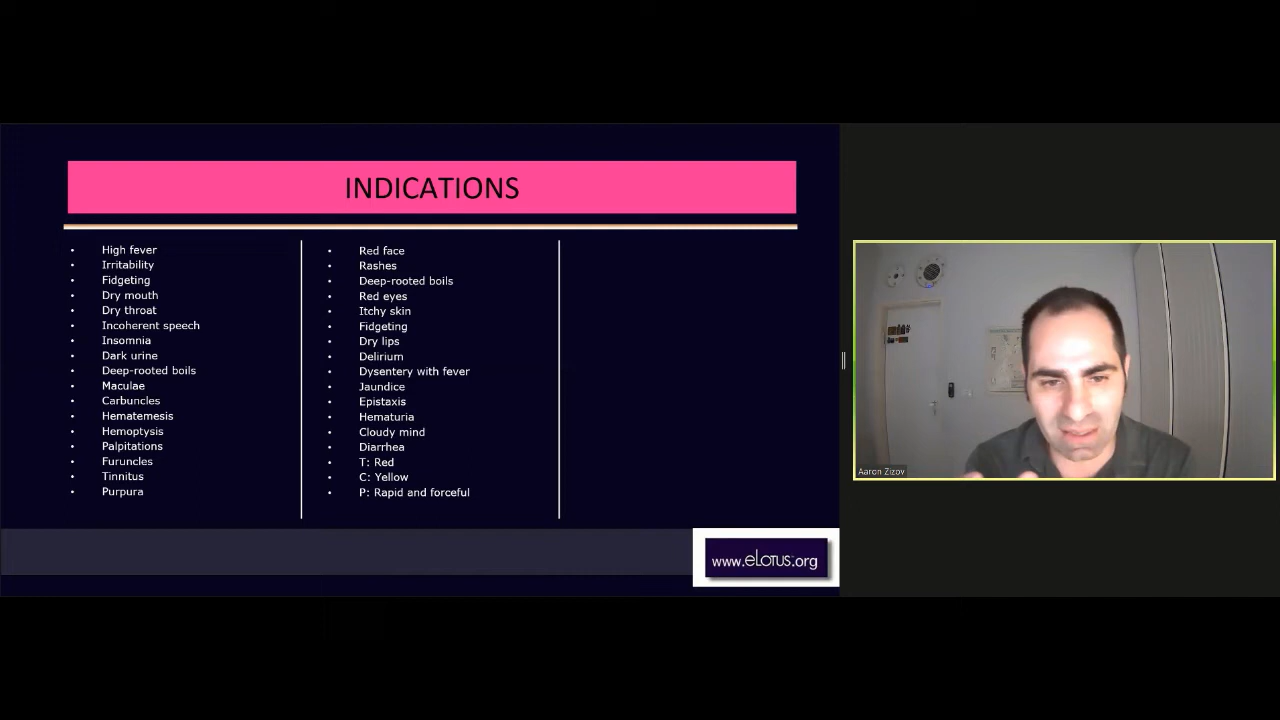 INDICATIONS
• High fever
• Irritability
• Fidgeting
• Dry mouth
• Dry throat
• Incoherent speech
• Insomnia
• Dark urine
• Deep-rooted boils
• Maculae
• Carbuncles
• Hematemesis
• Hemoptysis
• Palpitations
• Furuncles
• Tinnitus
• Purpura
• Red face
• Rashes
• Deep-rooted boils
• Red eyes
• Itchy skin
• Fidgeting
• Dry lips
• Delirium
• Dysentery with fever
• Jaundice
• Epistaxis
• Hematuria
• Cloudy mind
• Diarrhea
• T: Red
• C: Yellow
• P: Rapid and forceful
www.eLotus.org
Aaron Zizov